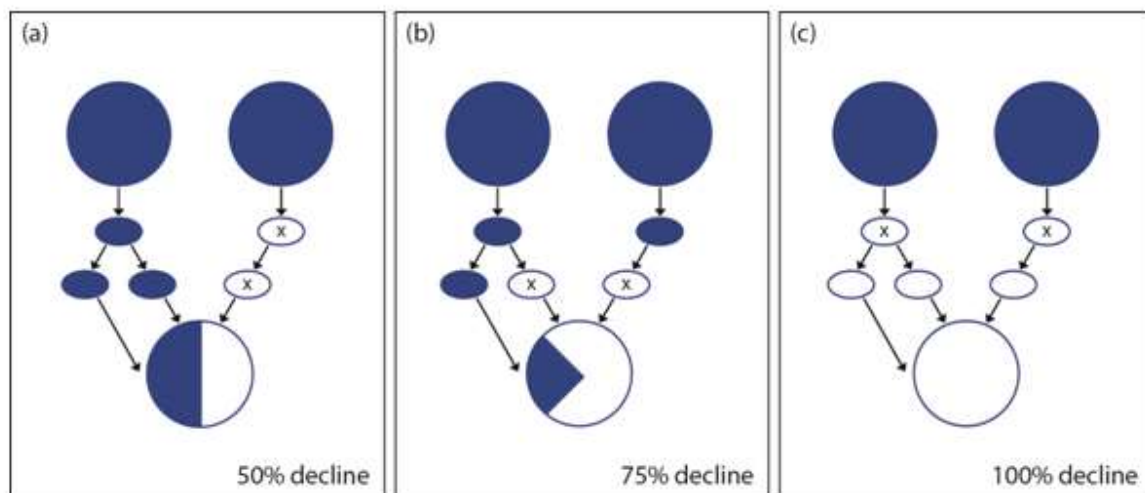 (a)
x
x
50% decline
(b)
x
x
75% decline
(c)
x
x
100% decline